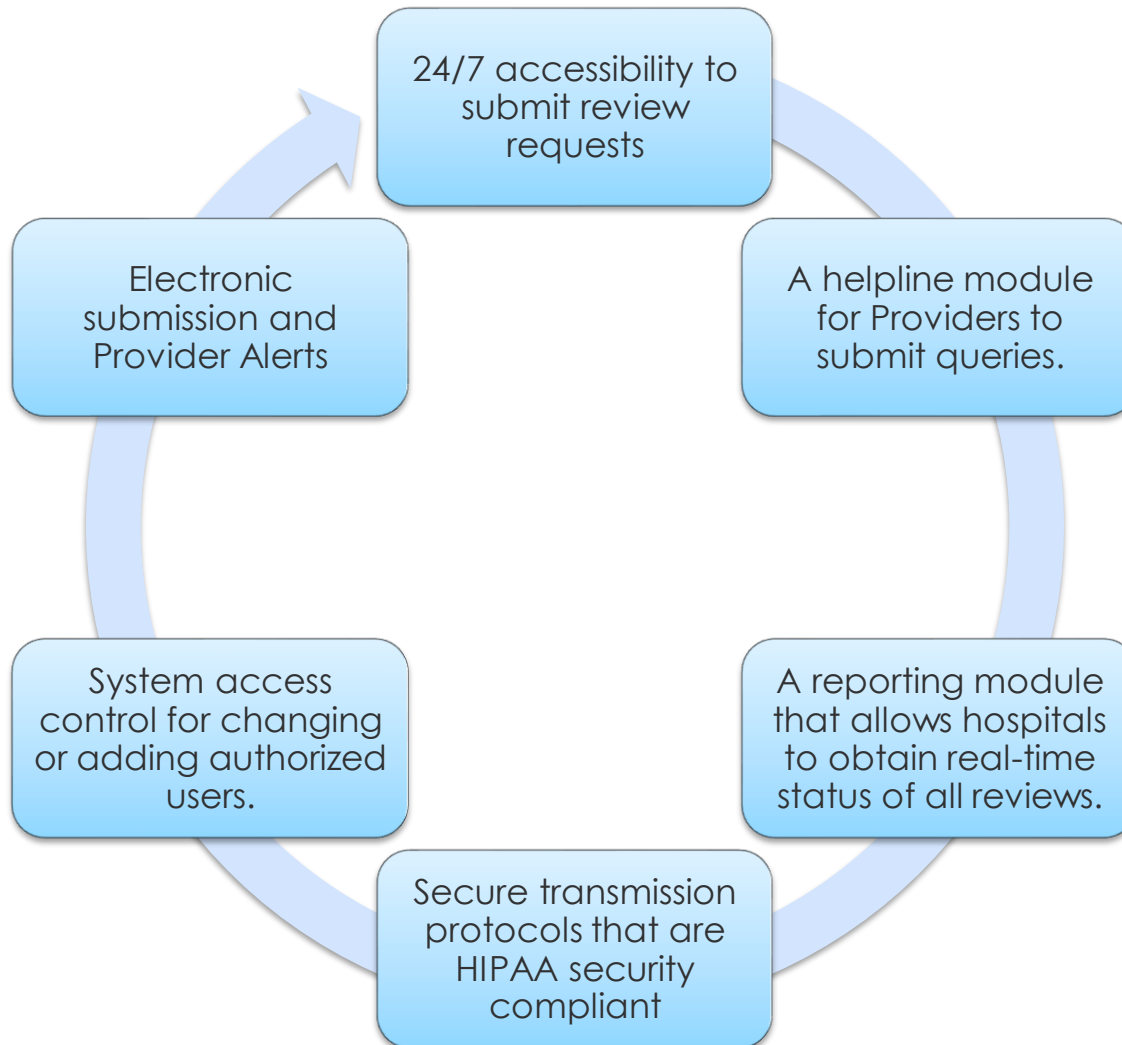 24/7 accessibility to
submit review
requests
A helpline module
for Providers to
submit queries.
A reporting module
that allows hospitals
to obtain real-time
status of all reviews.
Secure transmission
protocols that are
HIPAA security
compliant
System access
control for changing
or adding authorized
users.
Electronic
submission and
Provider Alerts